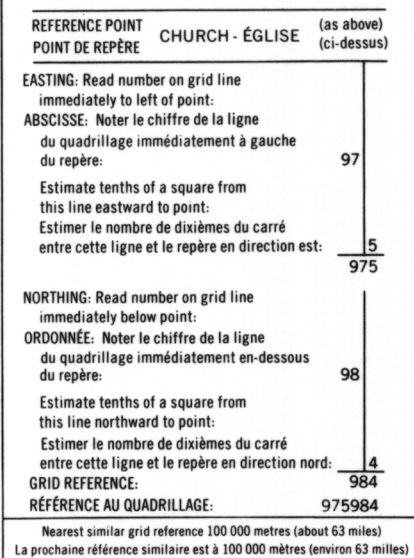 REFERENCE POINT CHURCH - ÉGLISE (as above)
POINT DE REPÈRE (ci-dessus)
EASTING: Read number on grid line
immediately to left of point:
ABSCISSE: Noter le chiffre de la ligne
du quadrillage immédiatement à gauche
du repère: 97
Estimate tenths of a square from
this line eastward to point:
Estimer le nombre de dixièmes du carré
entre cette ligne et le repère en direction est: 5
975
NORTHING: Read number on grid line
immediately below point:
ORDONNÉE: Noter le chiffre de la ligne
du quadrillage immédiatement en-dessous
du repère: 98
Estimate tenths of a square from
this line northward to point:
Estimer le nombre de dixièmes du carré
entre cette ligne et le repère en direction nord: 4
GRID REFERENCE: 984
RÉFÉRENCE AU QUADRILLAGE: 975984
Nearest similar grid reference 100 000 metres (about 63 miles)
La prochaine référence similaire est à 100 000 mètres (environ 63 milles)